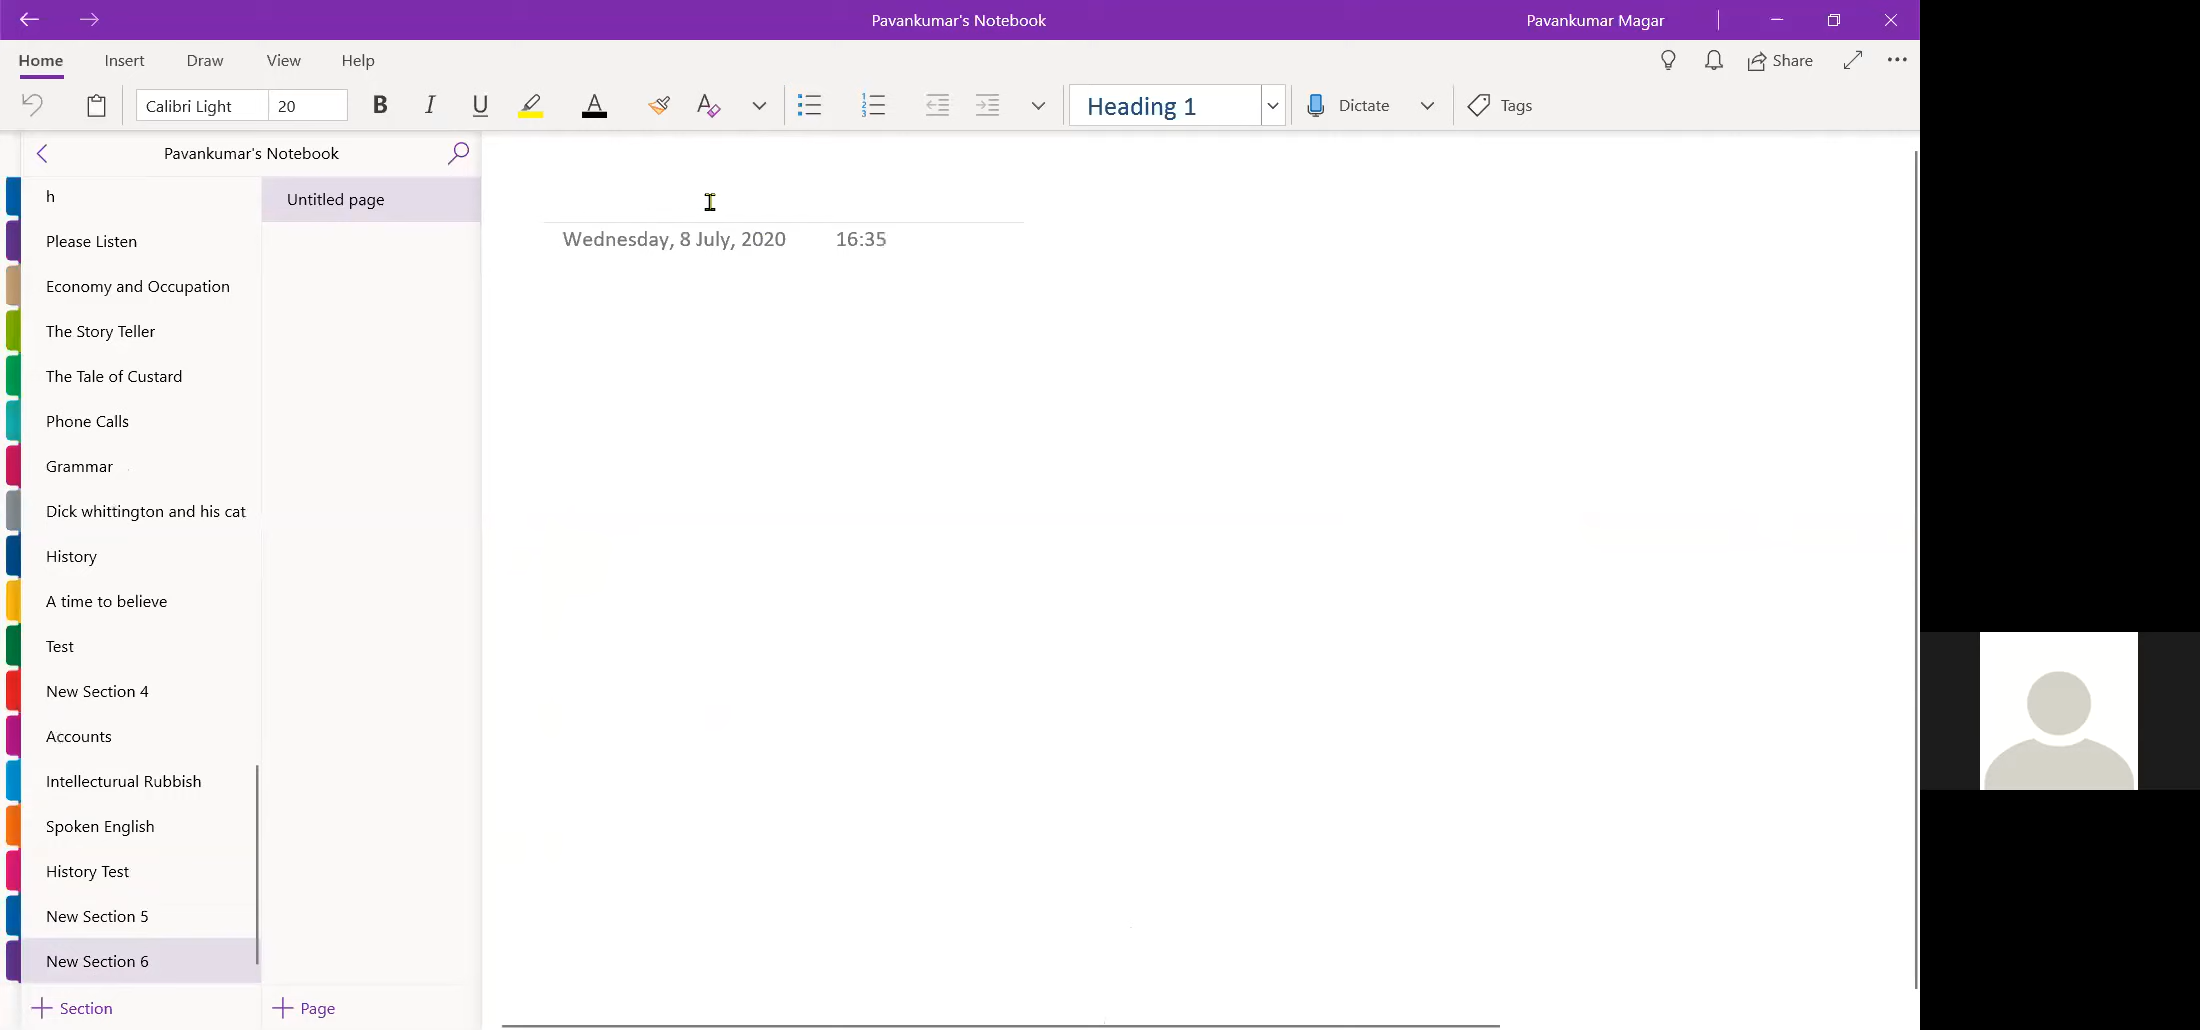 Pavankumar's Notebook
Pavankumar Magar
Home Insert Draw View Help
Share
Calibri Light 20 B I U A A Heading 1 Dictate Tags
Pavankumar's Notebook
h
Please Listen
Economy and Occupation
The Story Teller
The Tale of Custard
Phone Calls
Grammar
Dick whittington and his cat
History
A time to believe
Test
New Section 4
Accounts
Intellecturual Rubbish
Spoken English
History Test
New Section 5
New Section 6
Section
Untitled page
Page
Wednesday, 8 July, 2020 16:35